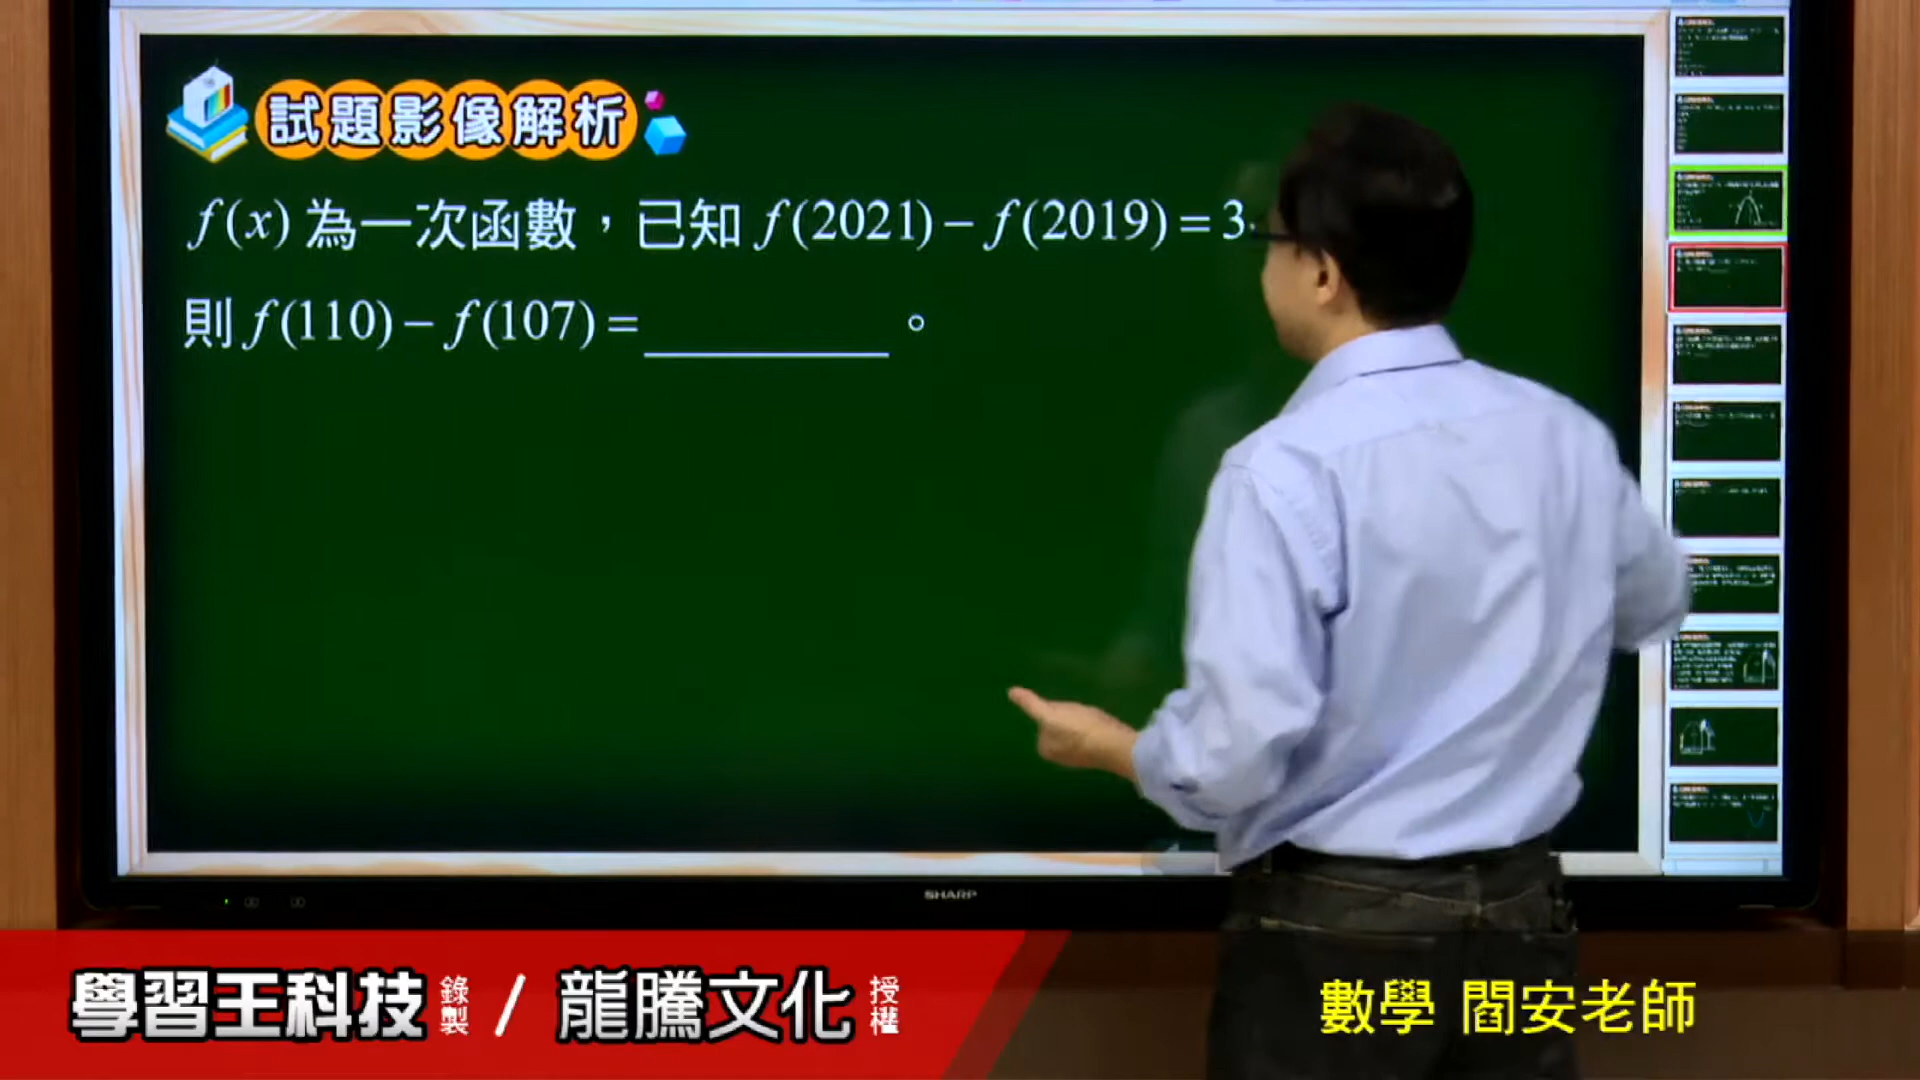 試題影像解析
f(x) 為一次函數，已知 f(2021) − f(2019) = 3
則 f(110) − f(107) = ________ 。
SHARP
學習王科技 錄製 / 龍騰文化 授權
數學 閻安老師